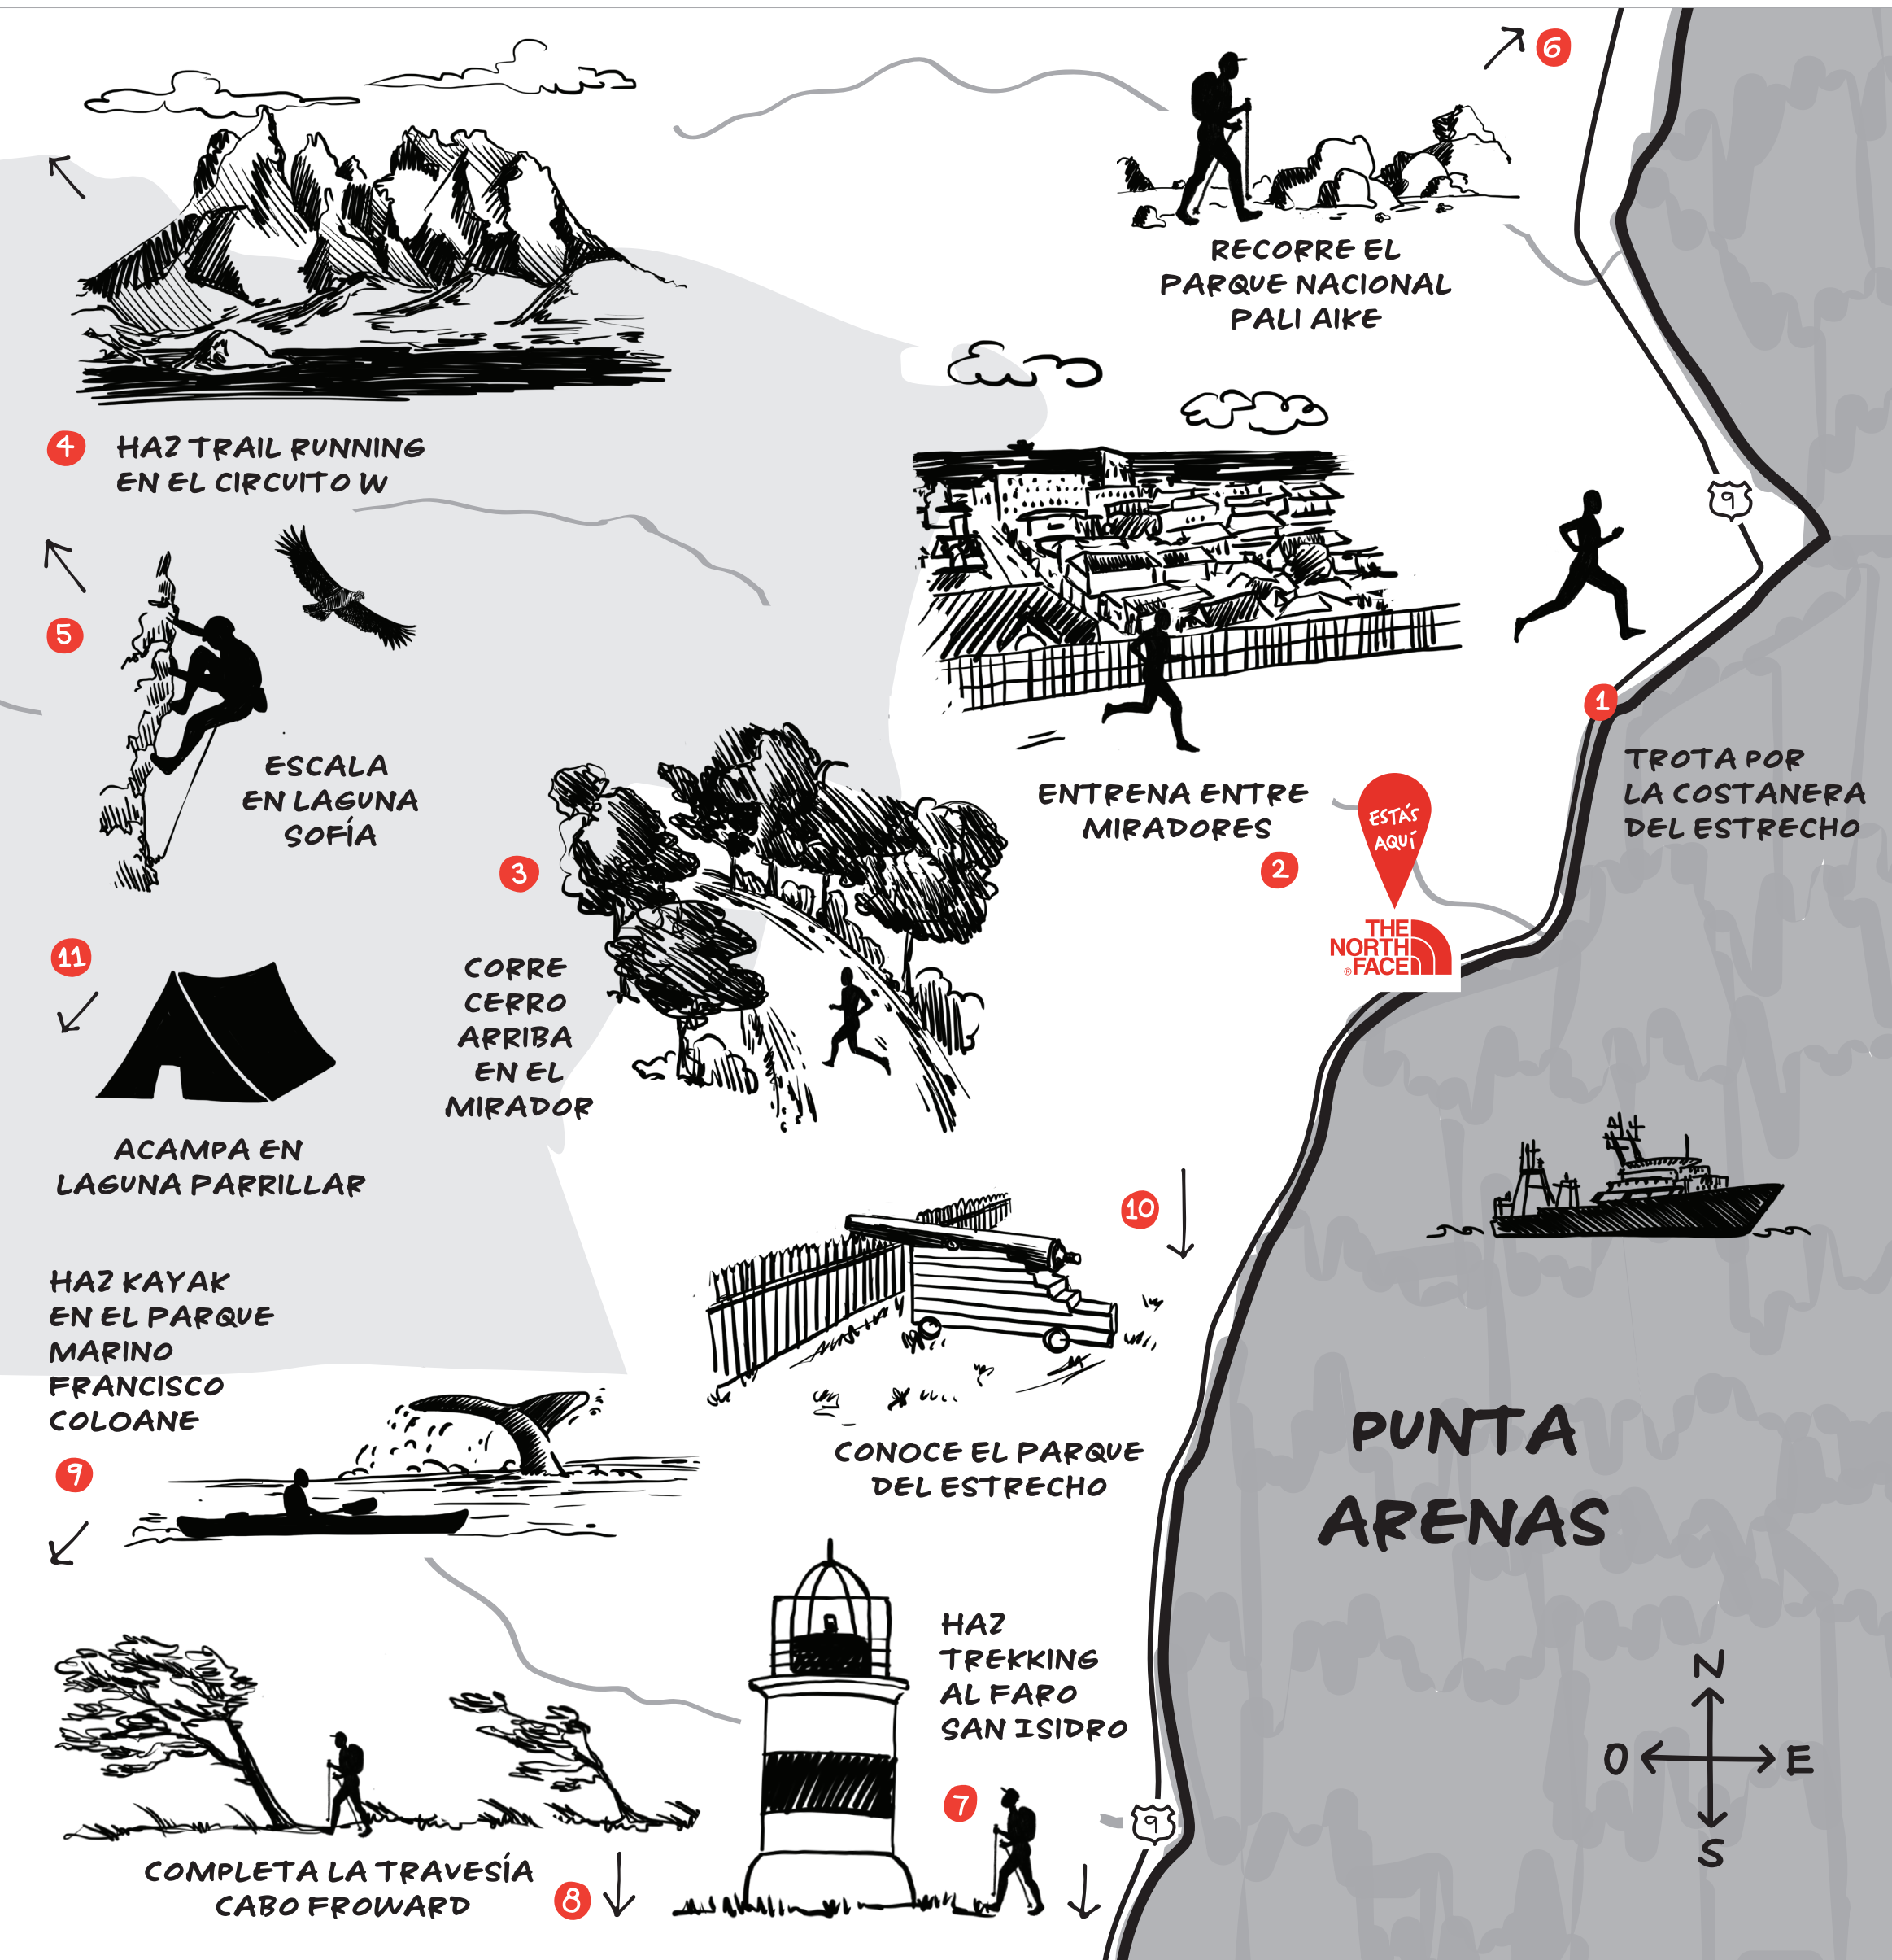 6
RECORRE EL
PARQUE NACIONAL
PALI AIKE
4
HAZ TRAIL RUNNING
EN EL CIRCUITO W
9
5
ESCALA
EN LAGUNA
SOFÍA
1
TROTA POR
LA COSTANERA
DEL ESTRECHO
ENTRENA ENTRE
MIRADORES
2
ESTÁS
AQUÍ
THE
NORTH
®FACE
3
CORRE
CERRO
ARRIBA
EN EL
MIRADOR
11
ACAMPA EN
LAGUNA PARRILLAR
10
CONOCE EL PARQUE
DEL ESTRECHO
HAZ KAYAK
EN EL PARQUE
MARINO
FRANCISCO
COLOANE
9
PUNTA
ARENAS
HAZ
TREKKING
AL FARO
SAN ISIDRO
7
9
COMPLETA LA TRAVESÍA
CABO FROWARD
8
N
O E
S